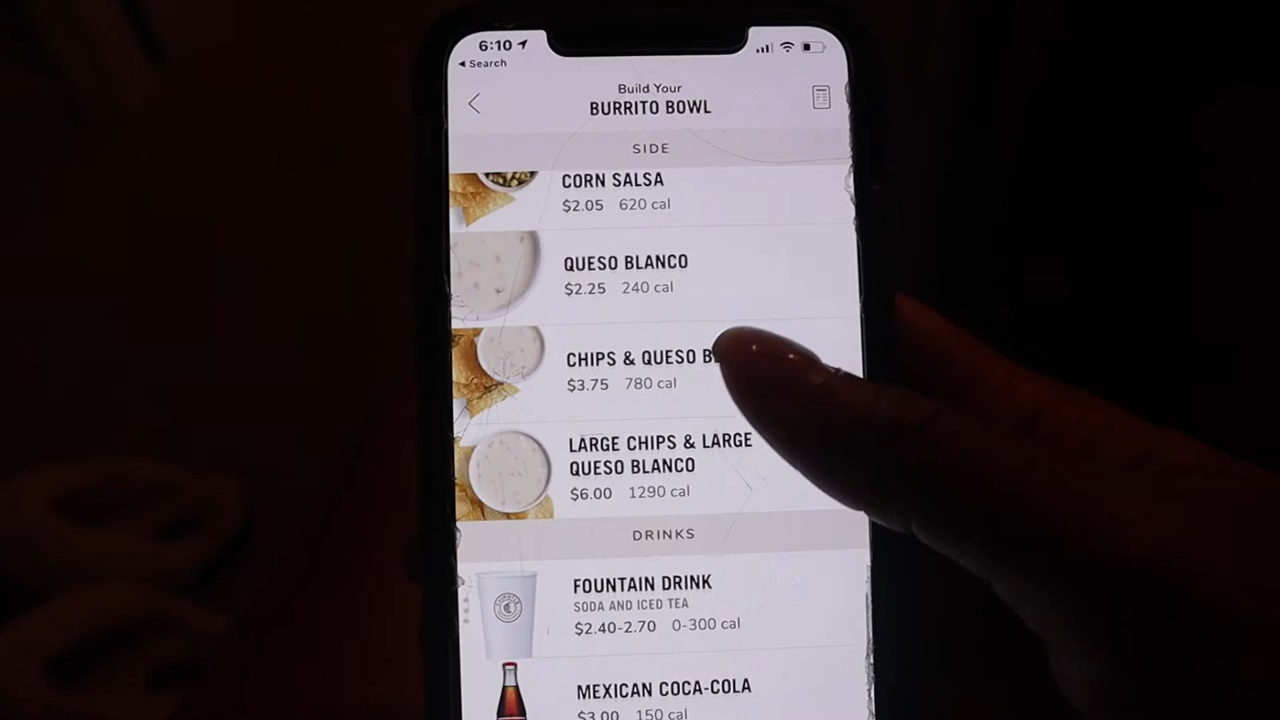 6:10
Search
Build Your
BURRITO BOWL
SIDE
CORN SALSA
$2.05 620 cal
QUESO BLANCO
$2.25 240 cal
CHIPS & QUESO
$3.75 780 cal
LARGE CHIPS & LARGE
QUESO BLANCO
$6.00 1290 cal
DRINKS
FOUNTAIN DRINK
SODA AND ICED TEA
$2.40-2.70 0-300 cal
MEXICAN COCA-COLA
$3.00 150 cal